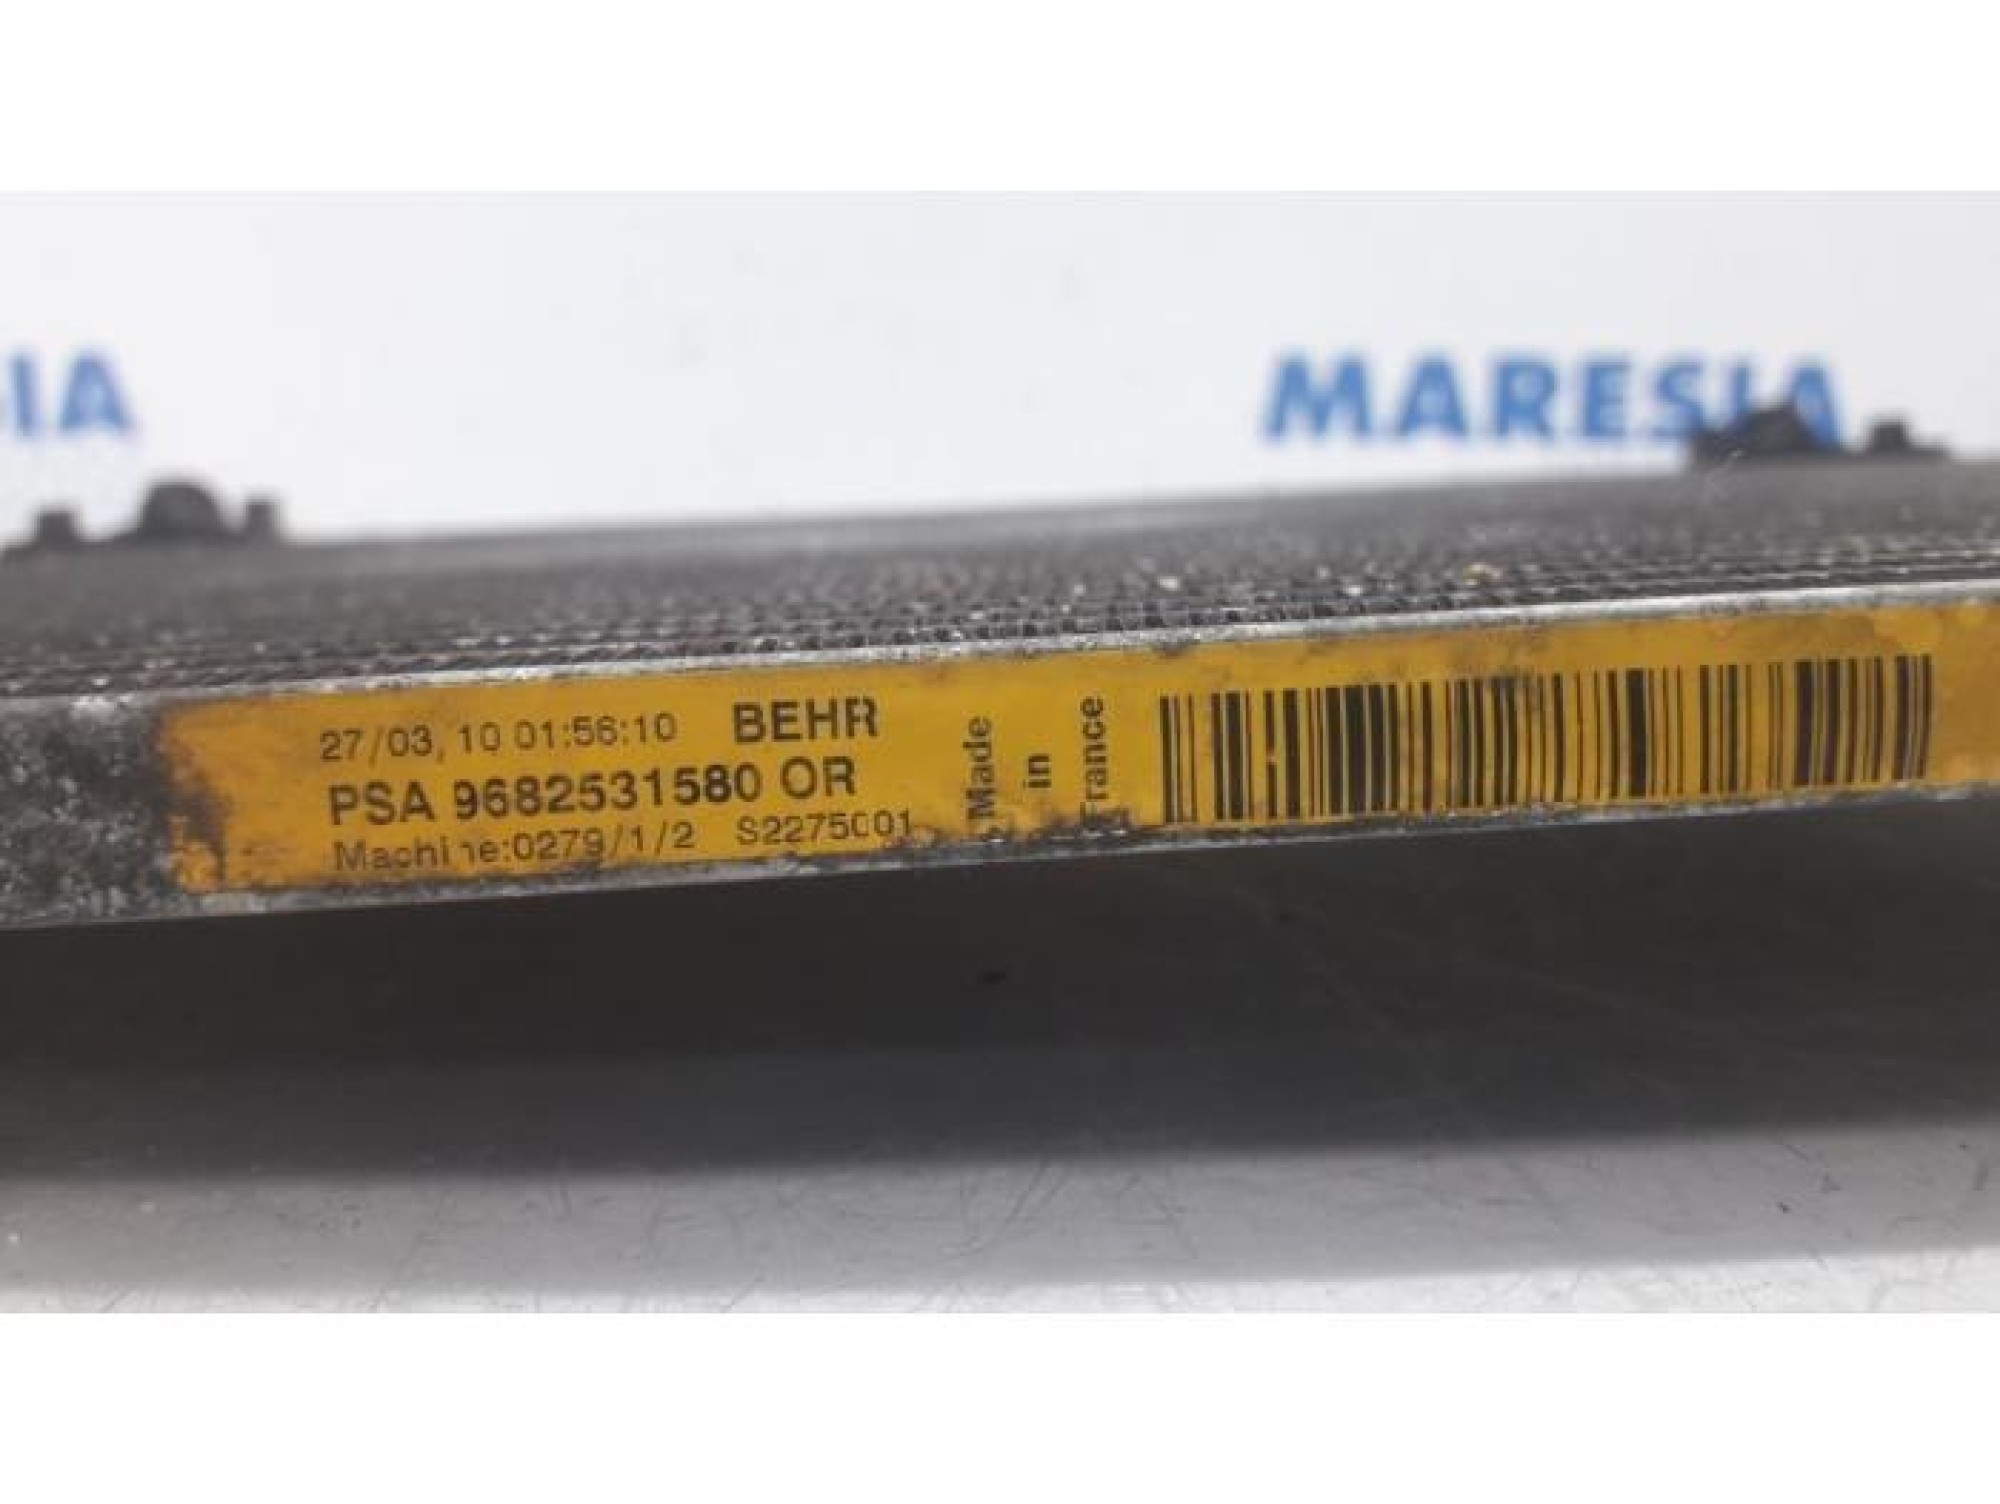 IA
MARESIA
27/03, 10 01:56:10 BEHR
PSA 9682531580 OR
Machine:0279/1/2 S2275001
Made
in
France